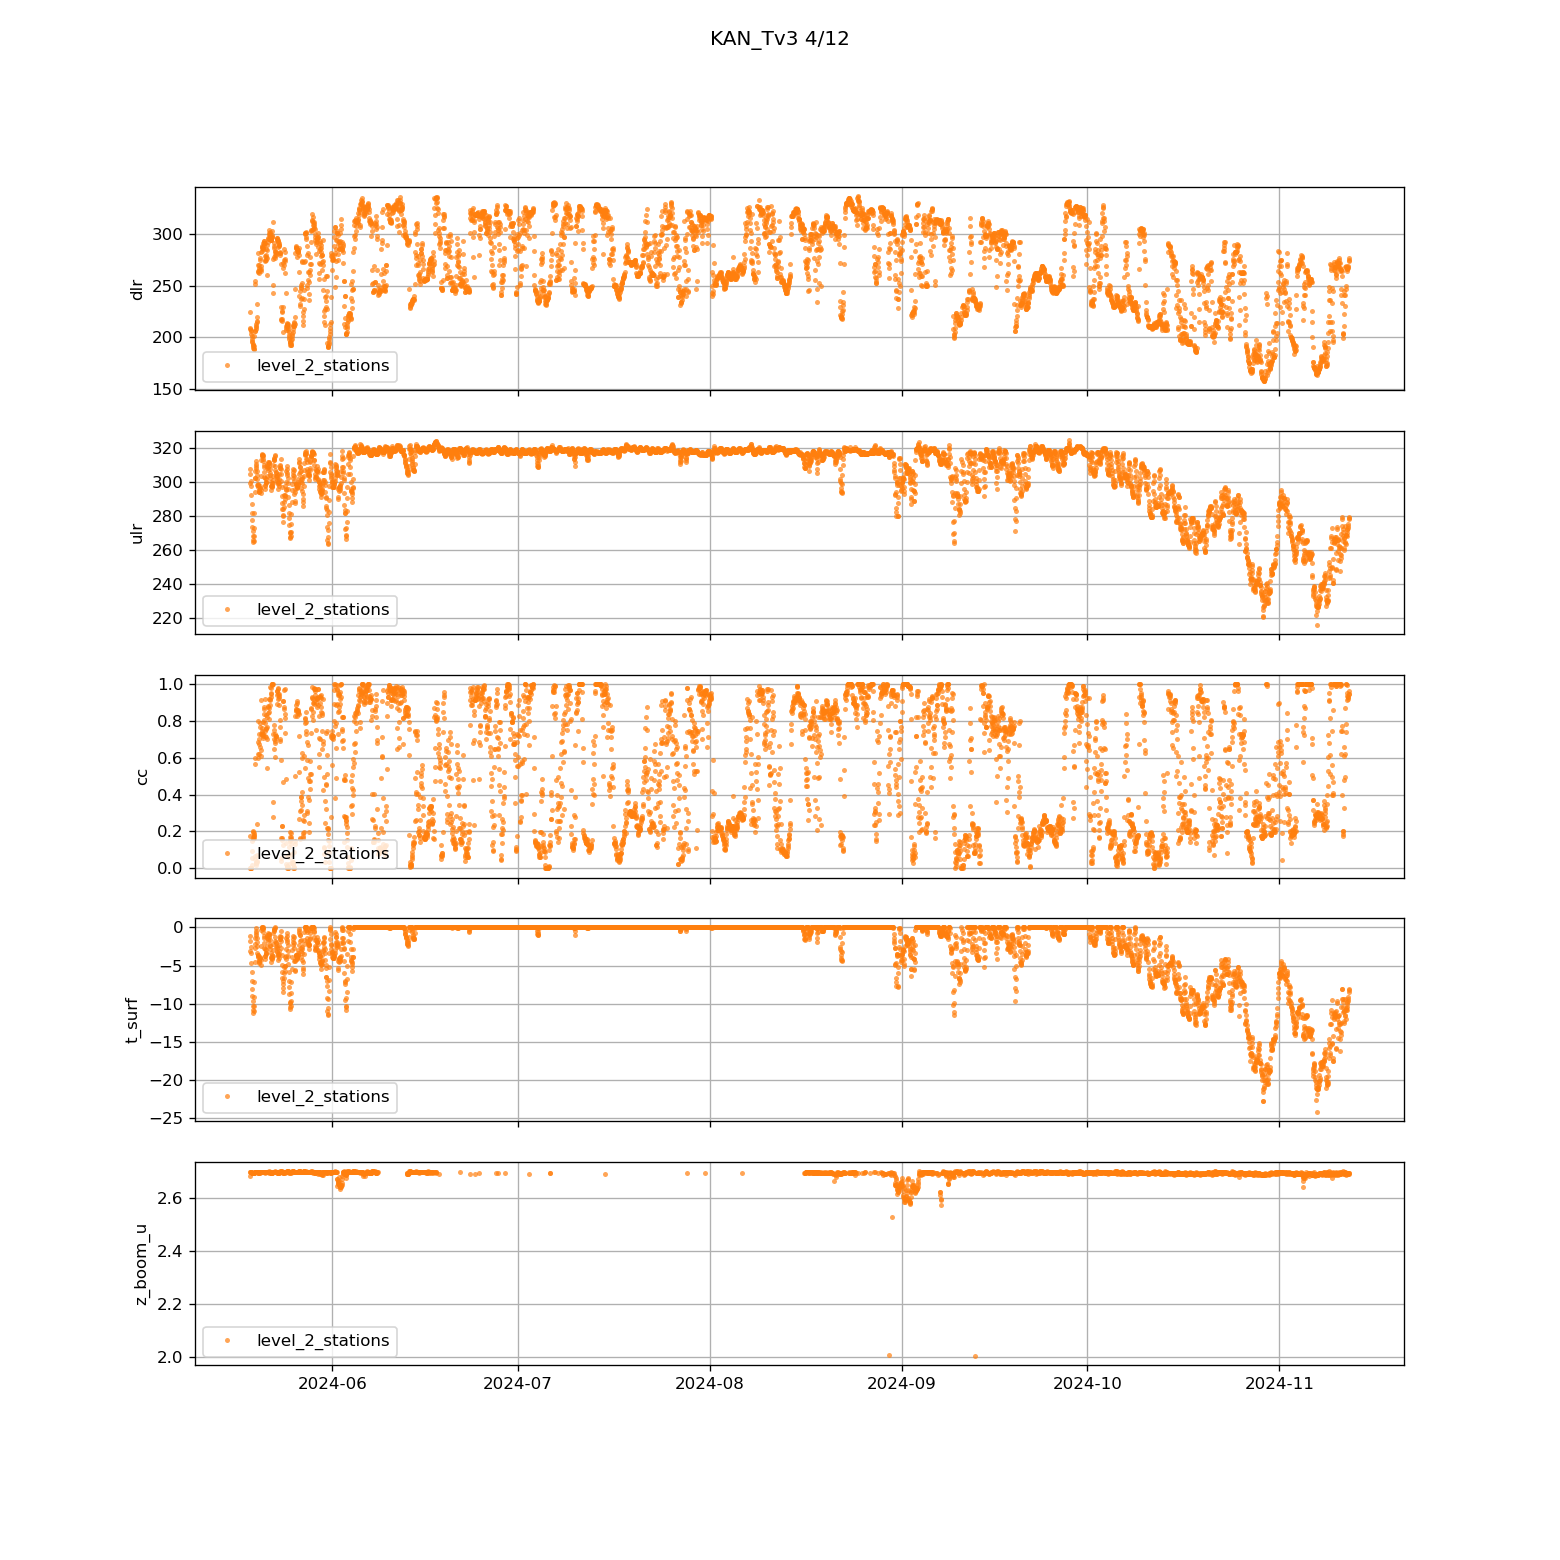 KAN_Tv3 4/12
300
250
200
150
dlr
level_2_stations
320
300
280
260
240
220
ulr
level_2_stations
1.0
0.8
0.6
0.4
0.2
0.0
cc
level_2_stations
0
−5
−10
−15
−20
−25
t_surf
level_2_stations
2.6
2.4
2.2
2.0
z_boom_u
level_2_stations
2024-06 2024-07 2024-08 2024-09 2024-10 2024-11